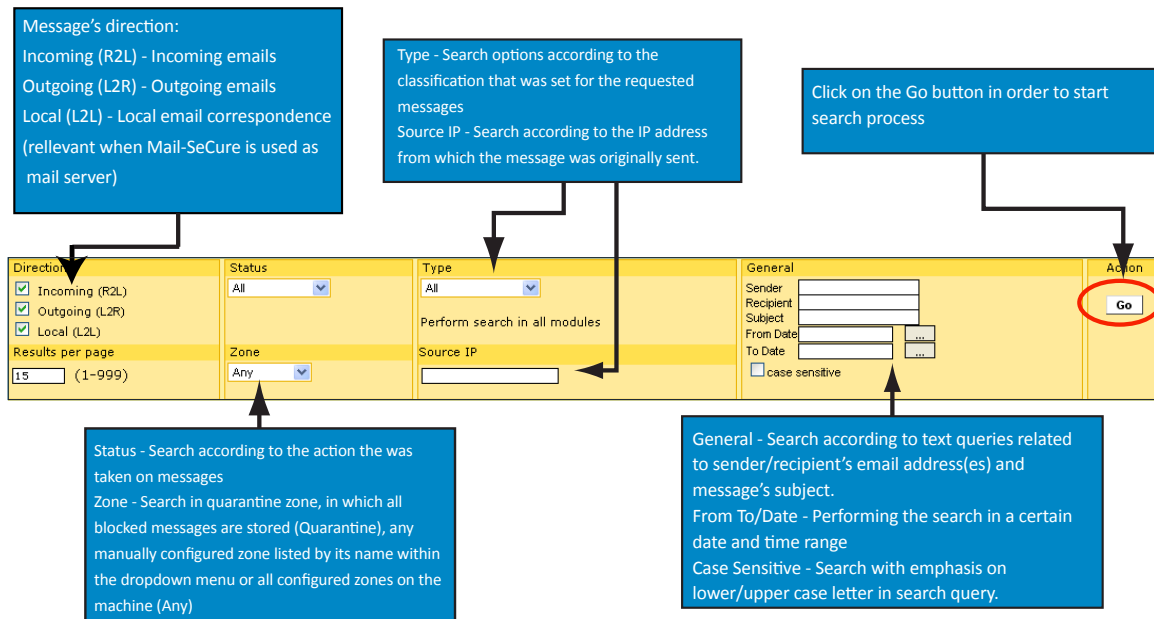 Message's direction:
Incoming (R2L) - Incoming emails
Outgoing (L2R) - Outgoing emails
Local (L2L) - Local email correspondence
(rellevant when Mail-SeCure is used as
mail server)
Type - Search options according to the
classification that was set for the requested
messages
Source IP - Search according to the IP address
from which the message was originally sent.
Click on the Go button in order to start
search process
Direction
Incoming (R2L)
Outgoing (L2R)
Local (L2L)
Results per page
15 (1-999)
Status
All
Zone
Any
Type
All
Perform search in all modules
Source IP
General
Sender
Recipient
Subject
From Date ...
To Date ...
case sensitive
Action
Go
Status - Search according to the action the was
taken on messages
Zone - Search in quarantine zone, in which all
blocked messages are stored (Quarantine), any
manually configured zone listed by its name within
the dropdown menu or all configured zones on the
machine (Any)
General - Search according to text queries related
to sender/recipient's email address(es) and
message's subject.
From To/Date - Performing the search in a certain
date and time range
Case Sensitive - Search with emphasis on
lower/upper case letter in search query.